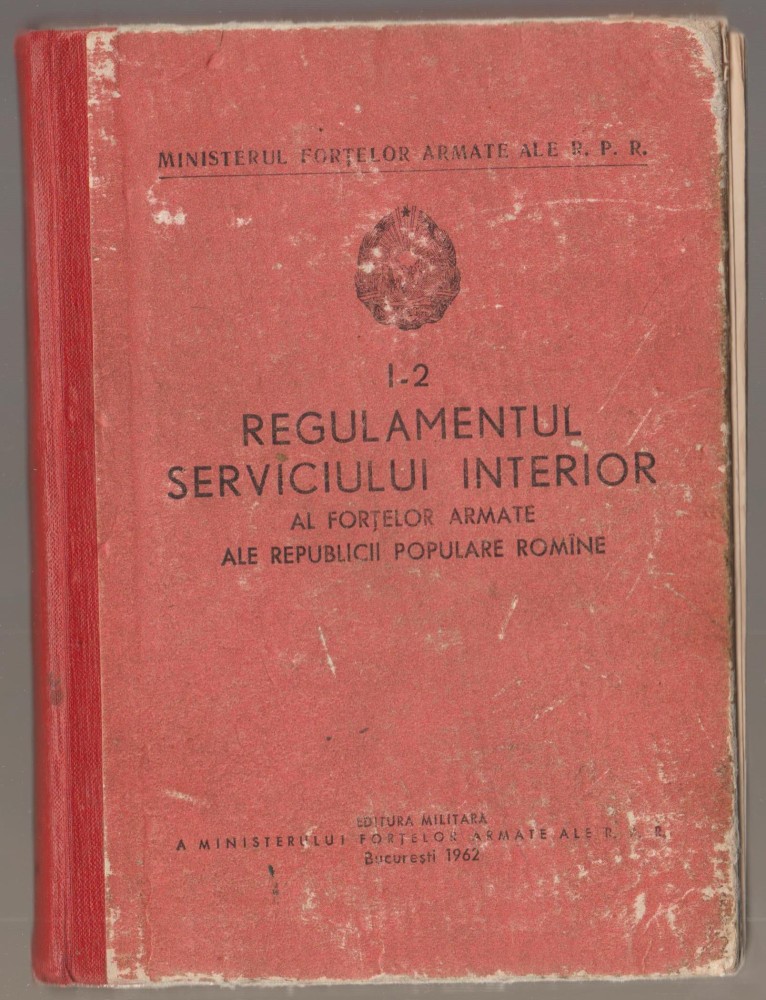 MINISTERUL FORȚELOR ARMATE ALE R. P. R.
I-2
REGULAMENTUL
SERVICIULUI INTERIOR
AL FORȚELOR ARMATE
ALE REPUBLICII POPULARE ROMÎNE
EDITURA MILITARĂ
A MINISTERULUI FORȚELOR ARMATE ALE R. P. R.
București 1962